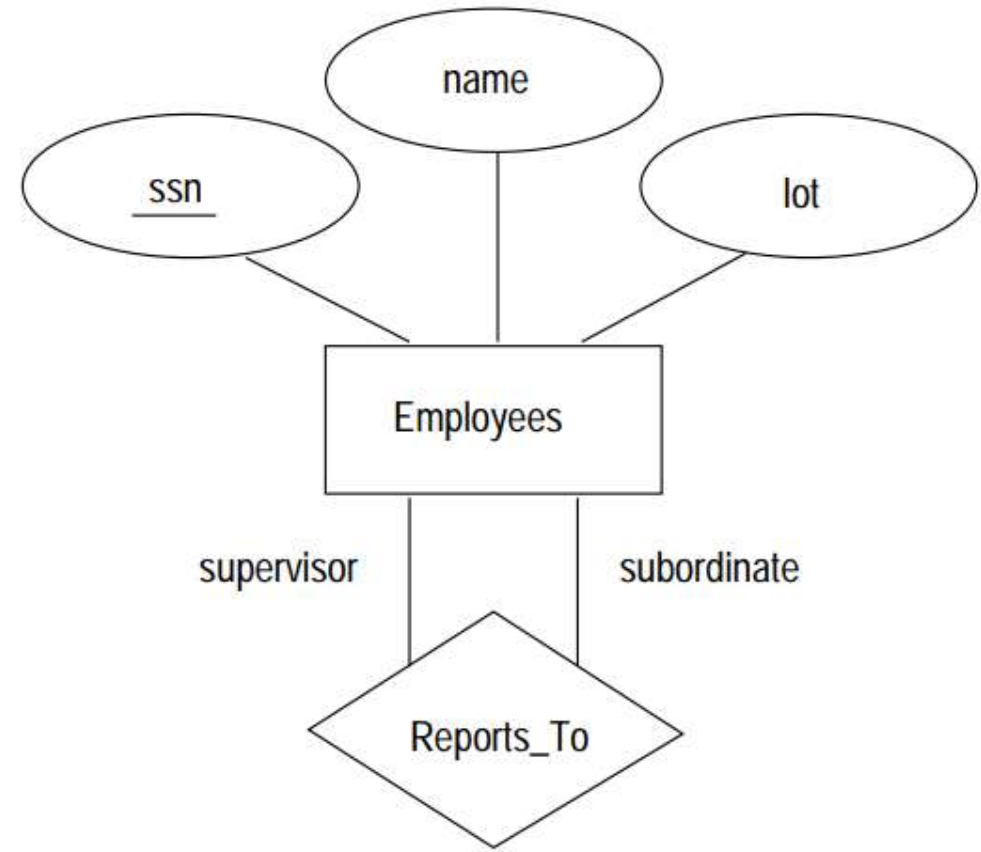 name
ssn
lot
Employees
supervisor
subordinate
Reports_To